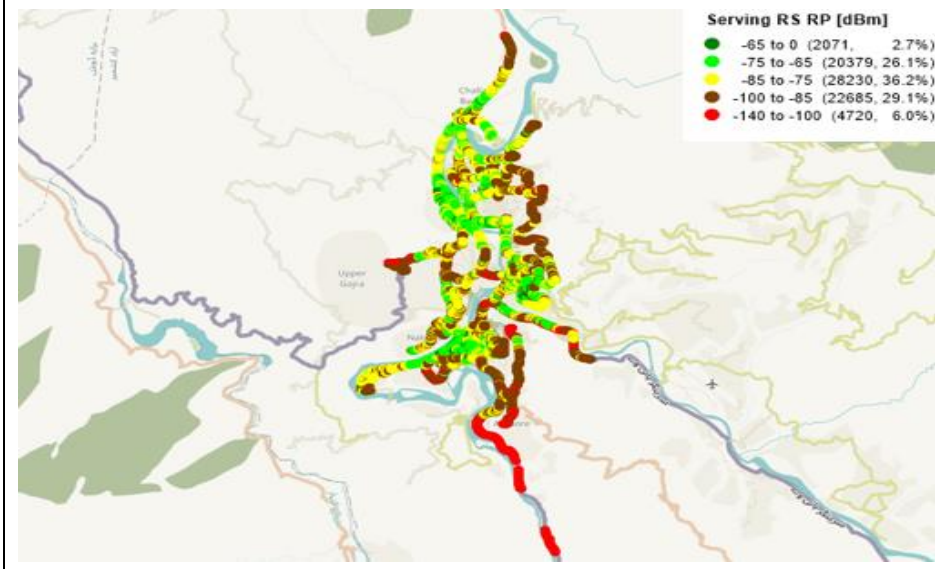 Serving RS RP [dBm]
-65 to 0 (2071, 2.7%)
-75 to -65 (20379, 26.1%)
-85 to -75 (28230, 36.2%)
-100 to -85 (22685, 29.1%)
-140 to -100 (4720, 6.0%)
Upper
Gojra